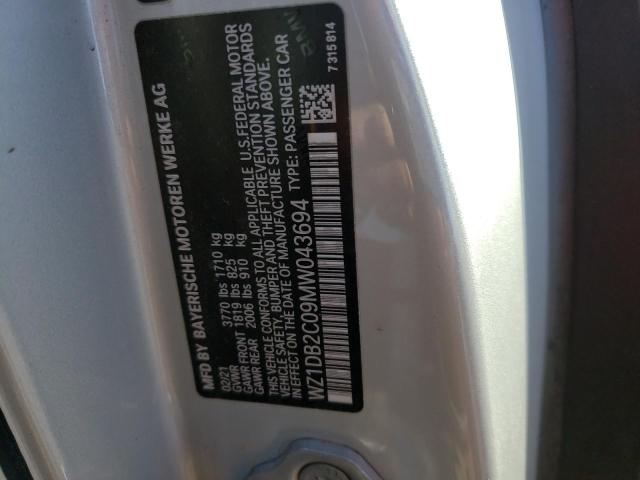 MFD BY BAYERISCHE MOTOREN WERKE AG
02/21
GVWR 3770 lbs 1710 kg
GAWR FRONT 1819 lbs 825 kg
GAWR REAR 2006 lbs 910 kg
THIS VEHICLE CONFORMS TO ALL APPLICABLE U.S. FEDERAL MOTOR
VEHICLE SAFETY, BUMPER AND THEFT PREVENTION STANDARDS
IN EFFECT ON THE DATE OF MANUFACTURE SHOWN ABOVE.
WZ1DB2C09MW043694 TYPE: PASSENGER CAR
7315814